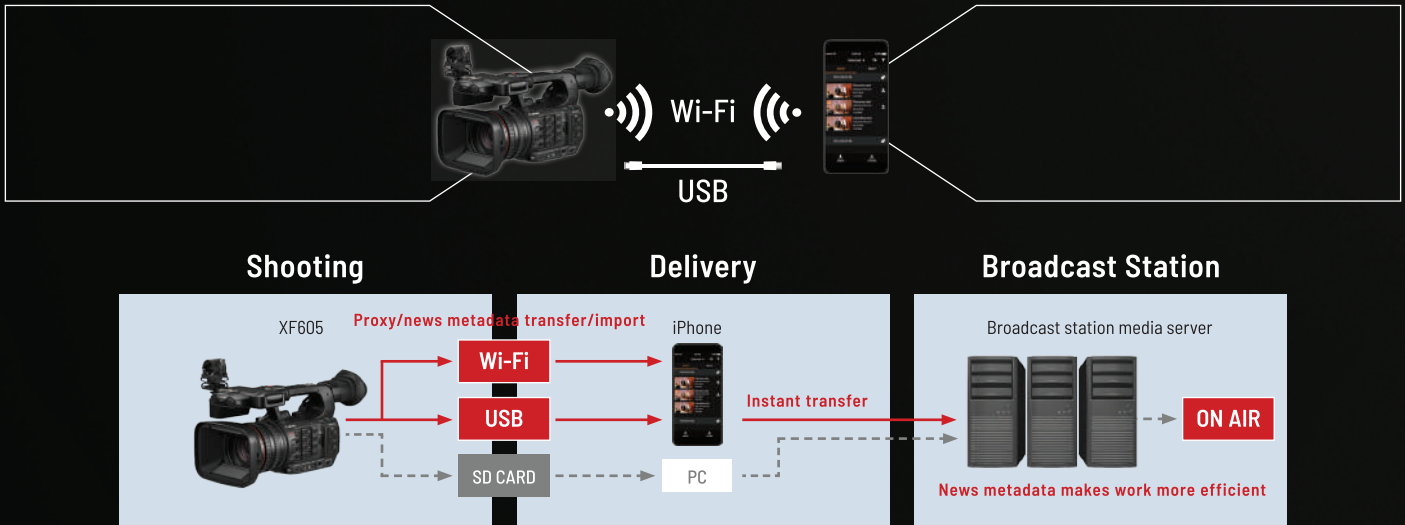 Wi-Fi
USB
Shooting
Delivery
Broadcast Station
XF605
Proxy/news metadata transfer/import
iPhone
Broadcast station media server
Wi-Fi
USB
Instant transfer
ON AIR
SD CARD
PC
News metadata makes work more efficient